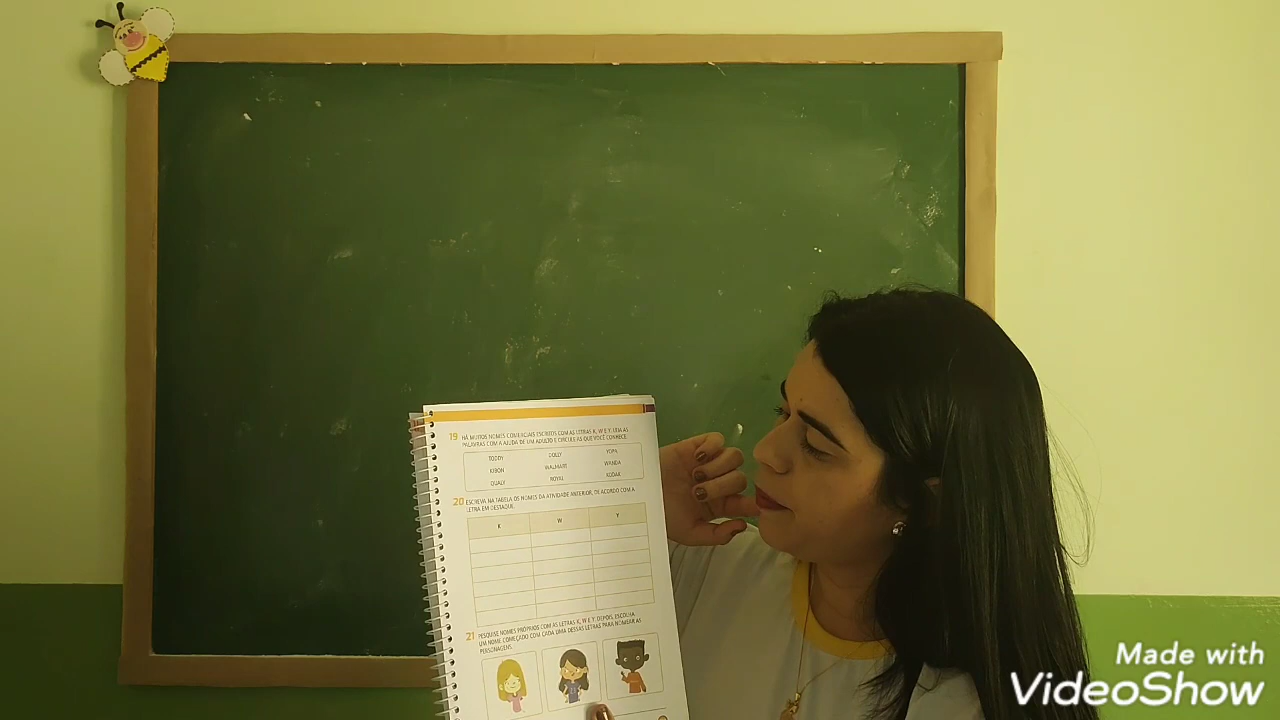 19 HÁ MUITOS NOMES COMERCIAIS ESCRITOS COM AS LETRAS K, W E Y. LEIA AS
PALAVRAS COM A AJUDA DE UM ADULTO E CIRCULE AS QUE VOCÊ CONHECE.
TODDY DOLLY YOPA
KIBON WALMART WANDA
QUALY ROYAL KODAK
20 ESCREVA NA TABELA OS NOMES DA ATIVIDADE ANTERIOR, DE ACORDO COM A
LETRA EM DESTAQUE.
K W Y
21 PESQUISE NOMES PRÓPRIOS COM AS LETRAS K, W E Y. DEPOIS, ESCOLHA
UM NOME COMEÇADO COM CADA UMA DESSAS LETRAS PARA NOMEAR AS
PERSONAGENS.
Made with
VideoShow